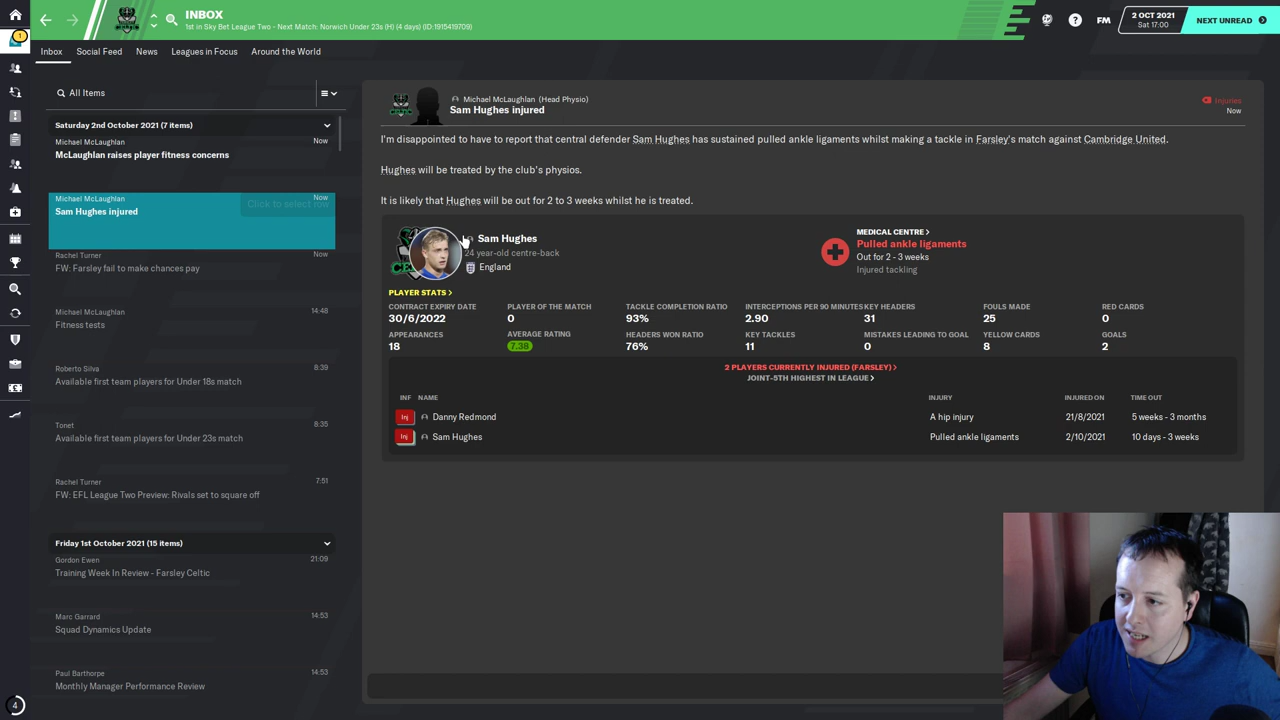 INBOX
1st in Sky Bet League Two - Next Match: Norwich Under 23s (H) (4 days) (ID:1915419709)
FM
2 OCT 2021
Sat 17:00
NEXT UNREAD
1
Inbox Social Feed News Leagues in Focus Around the World
All Items
Saturday 2nd October 2021 (7 items)
Michael McLaughlan Now
McLaughlan raises player fitness concerns
Michael McLaughlan Now
Sam Hughes injured
Click to select row
Rachel Turner Now
FW: Farsley fail to make chances pay
Michael McLaughlan 14:48
Fitness tests
Roberto Silva 8:39
Available first team players for Under 18s match
Tonet 8:35
Available first team players for Under 23s match
Rachel Turner 7:51
FW: EFL League Two Preview: Rivals set to square off
Friday 1st October 2021 (15 items)
Gordon Ewen 21:09
Training Week In Review - Farsley Celtic
Marc Garrard 14:53
Squad Dynamics Update
Paul Barthorpe 14:53
Monthly Manager Performance Review
4
Michael McLaughlan (Head Physio)
Sam Hughes injured
Injuries
Now
I'm disappointed to have to report that central defender Sam Hughes has sustained pulled ankle ligaments whilst making a tackle in Farsley's match against Cambridge United.
Hughes will be treated by the club's physios.
It is likely that Hughes will be out for 2 to 3 weeks whilst he is treated.
Sam Hughes
24 year-old centre-back
England
MEDICAL CENTRE >
Pulled ankle ligaments
Out for 2 - 3 weeks
Injured tackling
PLAYER STATS >
CONTRACT EXPIRY DATE PLAYER OF THE MATCH TACKLE COMPLETION RATIO INTERCEPTIONS PER 90 MINUTES KEY HEADERS FOULS MADE RED CARDS
30/6/2022 0 93% 2.90 31 25 0
APPEARANCES AVERAGE RATING HEADERS WON RATIO KEY TACKLES MISTAKES LEADING TO GOAL YELLOW CARDS GOALS
18 7.38 76% 11 0 8 2
2 PLAYERS CURRENTLY INJURED (FARSLEY) >
JOINT-5TH HIGHEST IN LEAGUE >
INF NAME INJURY INJURED ON TIME OUT
Inj Danny Redmond A hip injury 21/8/2021 5 weeks - 3 months
Inj Sam Hughes Pulled ankle ligaments 2/10/2021 10 days - 3 weeks